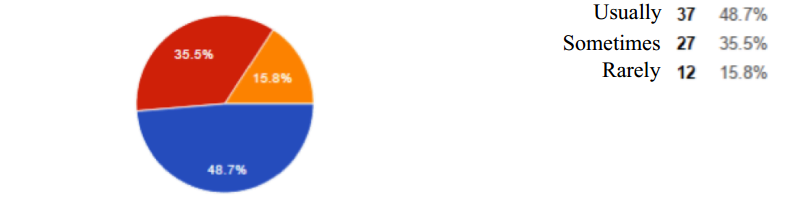 Usually 37 48.7%
Sometimes 27 35.5%
Rarely 12 15.8%
35.5%
15.8%
48.7%